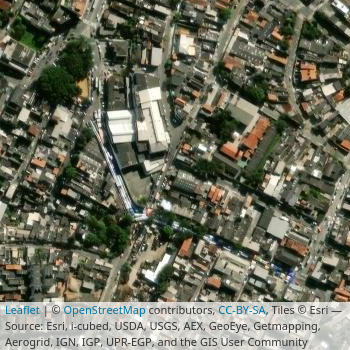 Leaflet | © OpenStreetMap contributors, CC-BY-SA, Tiles © Esri —
Source: Esri, i-cubed, USDA, USGS, AEX, GeoEye, Getmapping,
Aerogrid, IGN, IGP, UPR-EGP, and the GIS User Community